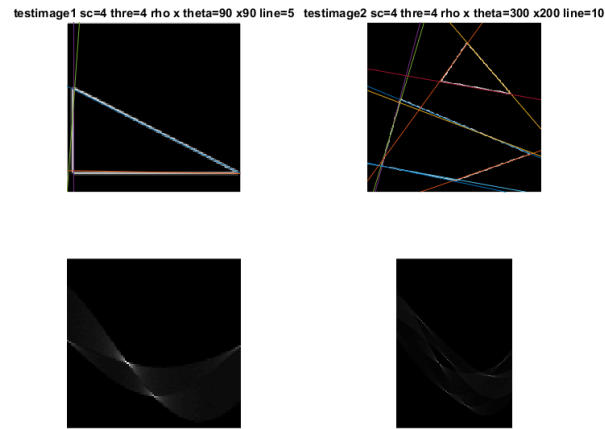 testimage1 sc=4 thre=4 rho x theta=90 x90 line=5
testimage2 sc=4 thre=4 rho x theta=300 x200 line=10